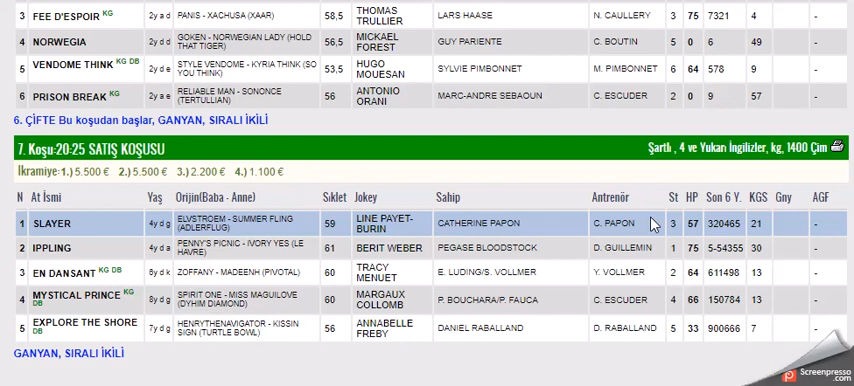 3 FEE D'ESPOIR KG 2y a d PANIS - XACHUSA (XAAR) 58,5 THOMAS TRULLIER LARS HAASE N. CAULLERY 3 75 7321 4 -
4 NORWEGIA 2y d d GOKEN - NORWEGIAN LADY (HOLD THAT TIGER) 56,5 MICKAEL FOREST GUY PARIENTE C. BOUTIN 5 0 6 49 -
5 VENDOME THINK KG DB 2y d e STYLE VENDOME - KYRIA THINK (SO YOU THINK) 53,5 HUGO MOUESAN SYLVIE PIMBONNET M. PIMBONNET 6 64 578 9 -
6 PRISON BREAK KG 2y a e RELIABLE MAN - SONONCE (TERTULLIAN) 56 ANTONIO ORANI MARC-ANDRE SEBAOUN C. ESCUDER 2 0 9 57 -
6. ÇİFTE Bu koşudan başlar, GANYAN, SIRALI İKİLİ
7. Koşu:20:25 SATIŞ KOŞUSU Şartlı , 4 ve Yukarı İngilizler, kg, 1400 Çim
İkramiye:1.) 5.500 € 2.) 5.500 € 3.) 2.200 € 4.) 1.100 €
N At İsmi Yaş Orijin(Baba - Anne) Sıklet Jokey Sahip Antrenör St HP Son 6 Y. KGS Gny AGF
1 SLAYER 4y d g ELVSTROEM - SUMMER FLING (ADLERFLUG) 59 LINE PAYET-BURIN CATHERINE PAPON C. PAPON 3 57 320465 21 -
2 IPPLING 4y d a PENNY'S PICNIC - IVORY YES (LE HAVRE) 61 BERIT WEBER PEGASE BLOODSTOCK D. GUILLEMIN 1 75 5-54355 30 -
3 EN DANSANT KG DB 6y d k ZOFFANY - MADEENH (PIVOTAL) 60 TRACY MENUET E. LUDING/S. VOLLMER Y. VOLLMER 2 64 611498 13 -
4 MYSTICAL PRINCE KG DB 8y d g SPIRIT ONE - MISS MAGUILOVE (DYHIM DIAMOND) 60 MARGAUX COLLOMB P. BOUCHARA/P. FAUCA C. ESCUDER 4 66 150784 13 -
5 EXPLORE THE SHORE DB 7y d g HENRYTHENAVIGATOR - KISSIN SIGN (TURTLE BOWL) 56 ANNABELLE FREBY DANIEL RABALLAND D. RABALLAND 5 33 900666 7 -
GANYAN, SIRALI İKİLİ
Screenpresso
.com